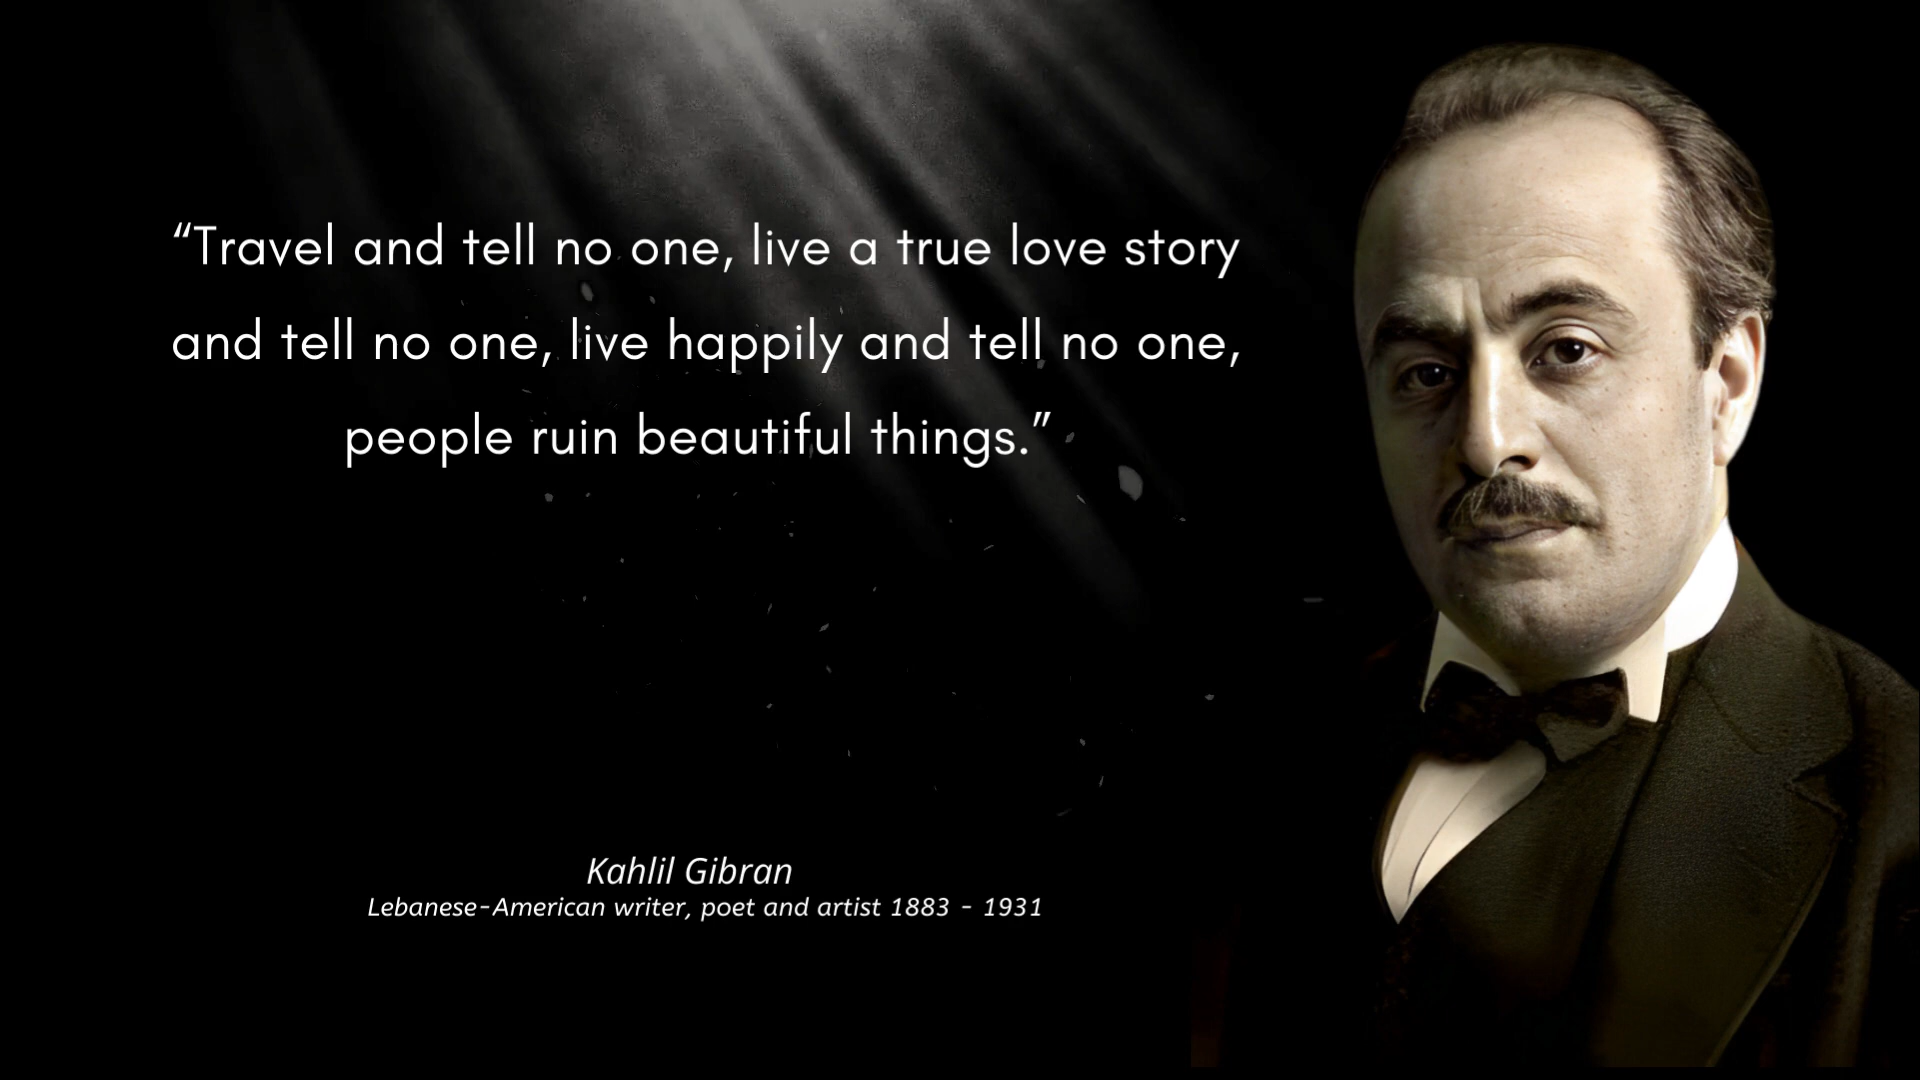 “Travel and tell no one, live a true love story
and tell no one, live happily and tell no one,
people ruin beautiful things.”
Kahlil Gibran
Lebanese-American writer, poet and artist 1883 - 1931